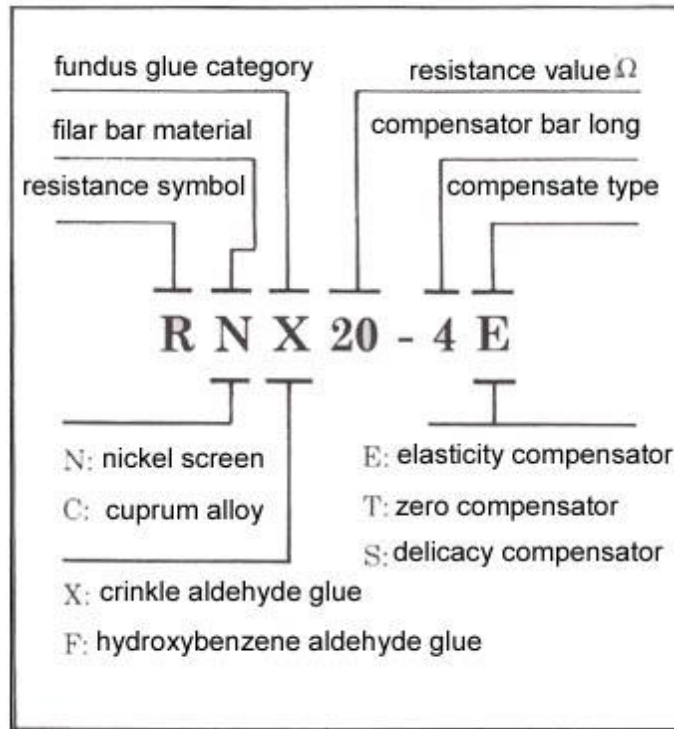 fundus glue category
resistance value Ω
filar bar material
compensator bar long
resistance symbol
compensate type
R N X 20 - 4 E
N: nickel screen
C: cuprum alloy
X: crinkle aldehyde glue
F: hydroxybenzene aldehyde glue
E: elasticity compensator
T: zero compensator
S: delicacy compensator